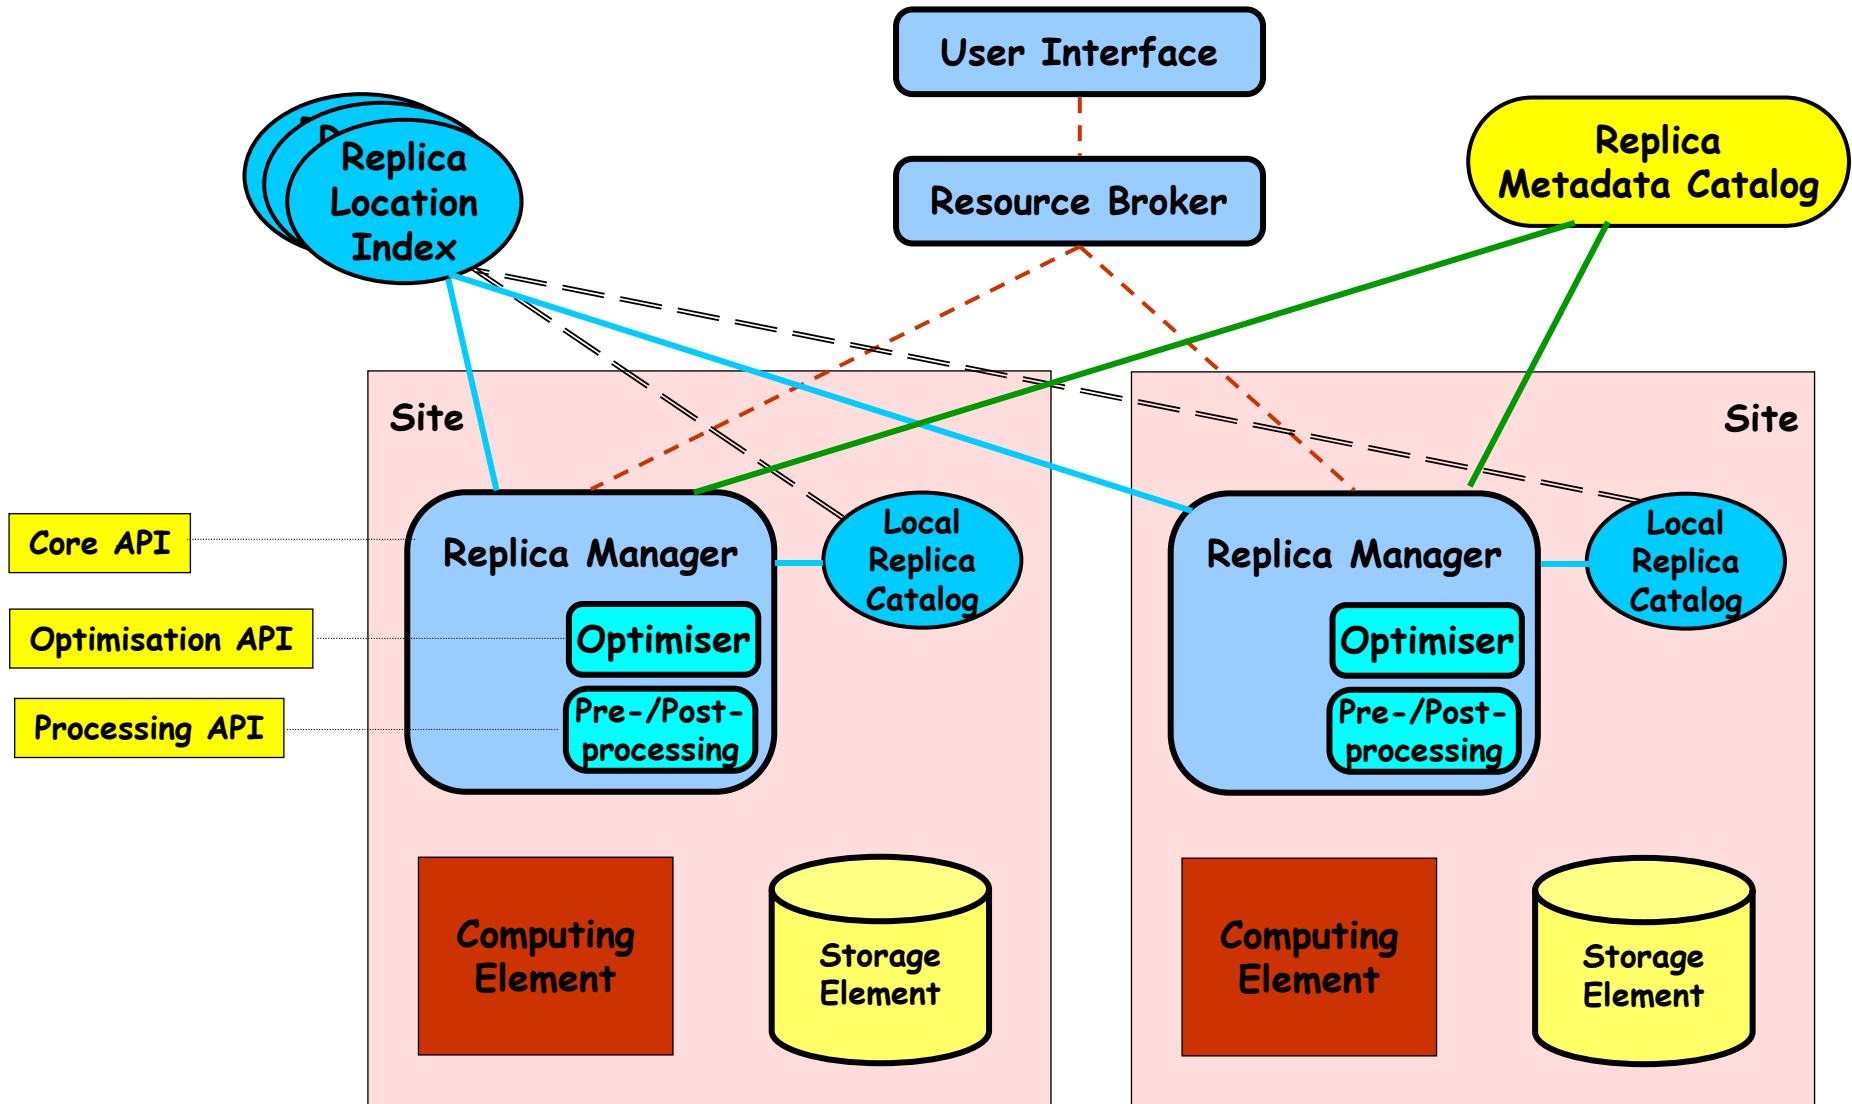 User Interface
Replica
Location
Index
Resource Broker
Replica
Metadata Catalog
Site
Site
Core API
Optimisation API
Processing API
Replica Manager
Optimiser
Pre-/Post-
processing
Local
Replica
Catalog
Replica Manager
Optimiser
Pre-/Post-
processing
Local
Replica
Catalog
Computing
Element
Storage
Element
Computing
Element
Storage
Element